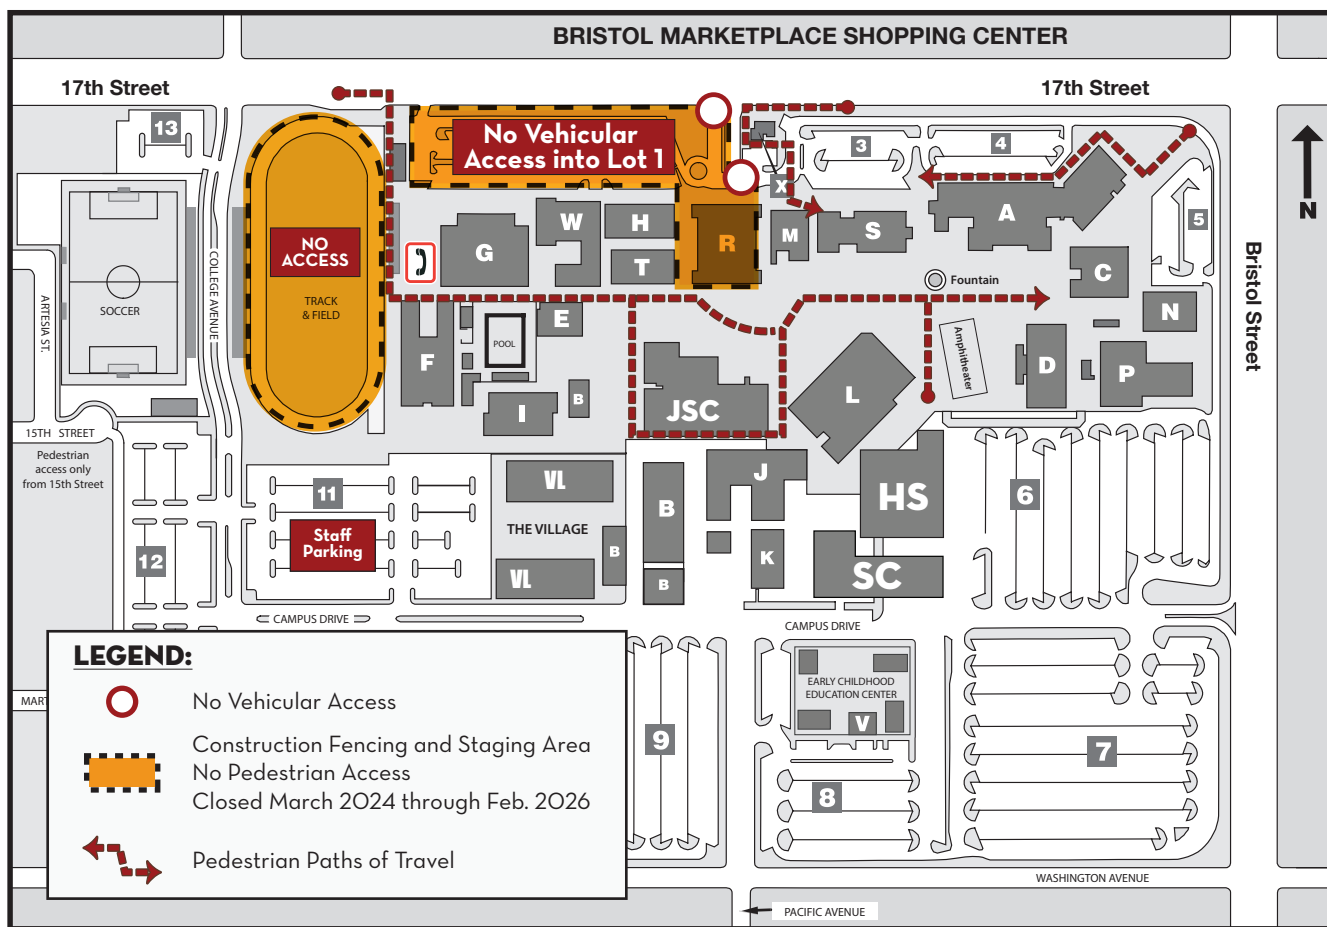 BRISTOL MARKETPLACE SHOPPING CENTER
17th Street
17th Street
13
No Vehicular
Access into Lot 1
3
4
5
X
N
NO
ACCESS
TRACK
& FIELD
SOCCER
COLLEGE AVENUE
ARTESIA ST.
G
W
H
T
R
M
S
A
C
N
Fountain
Bristol Street
F
E
POOL
I
B
JSC
L
Amphitheater
D
P
15TH STREET
Pedestrian
access only
from 15th Street
11
Staff
Parking
12
VL
THE VILLAGE
VL
B
B
B
J
K
HS
SC
6
CAMPUS DRIVE
CAMPUS DRIVE
MART
EARLY CHILDHOOD
EDUCATION CENTER
V
9
8
7
LEGEND:
No Vehicular Access
Construction Fencing and Staging Area
No Pedestrian Access
Closed March 2024 through Feb. 2026
Pedestrian Paths of Travel
WASHINGTON AVENUE
PACIFIC AVENUE